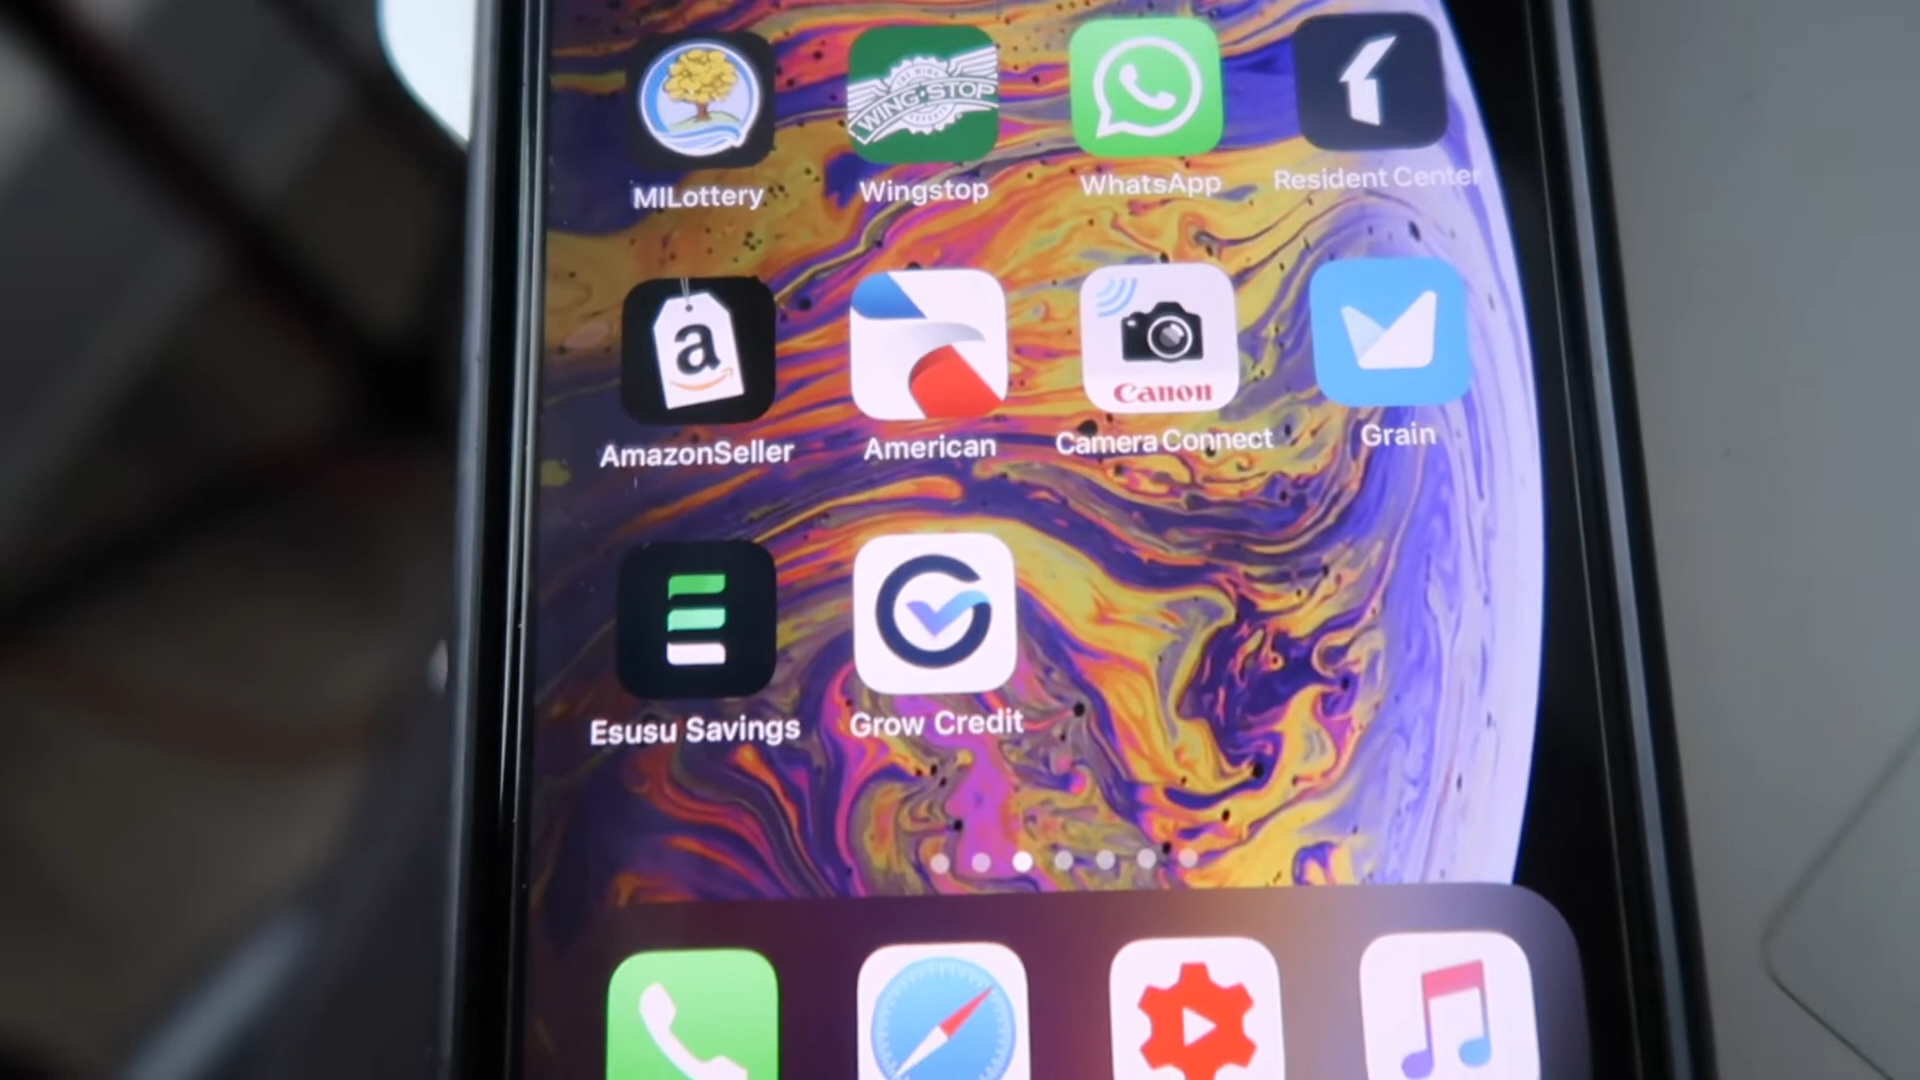 WING·STOP
MILottery
Wingstop
WhatsApp
Resident Center
a
Canon
AmazonSeller
American
Camera Connect
Grain
Esusu Savings
Grow Credit